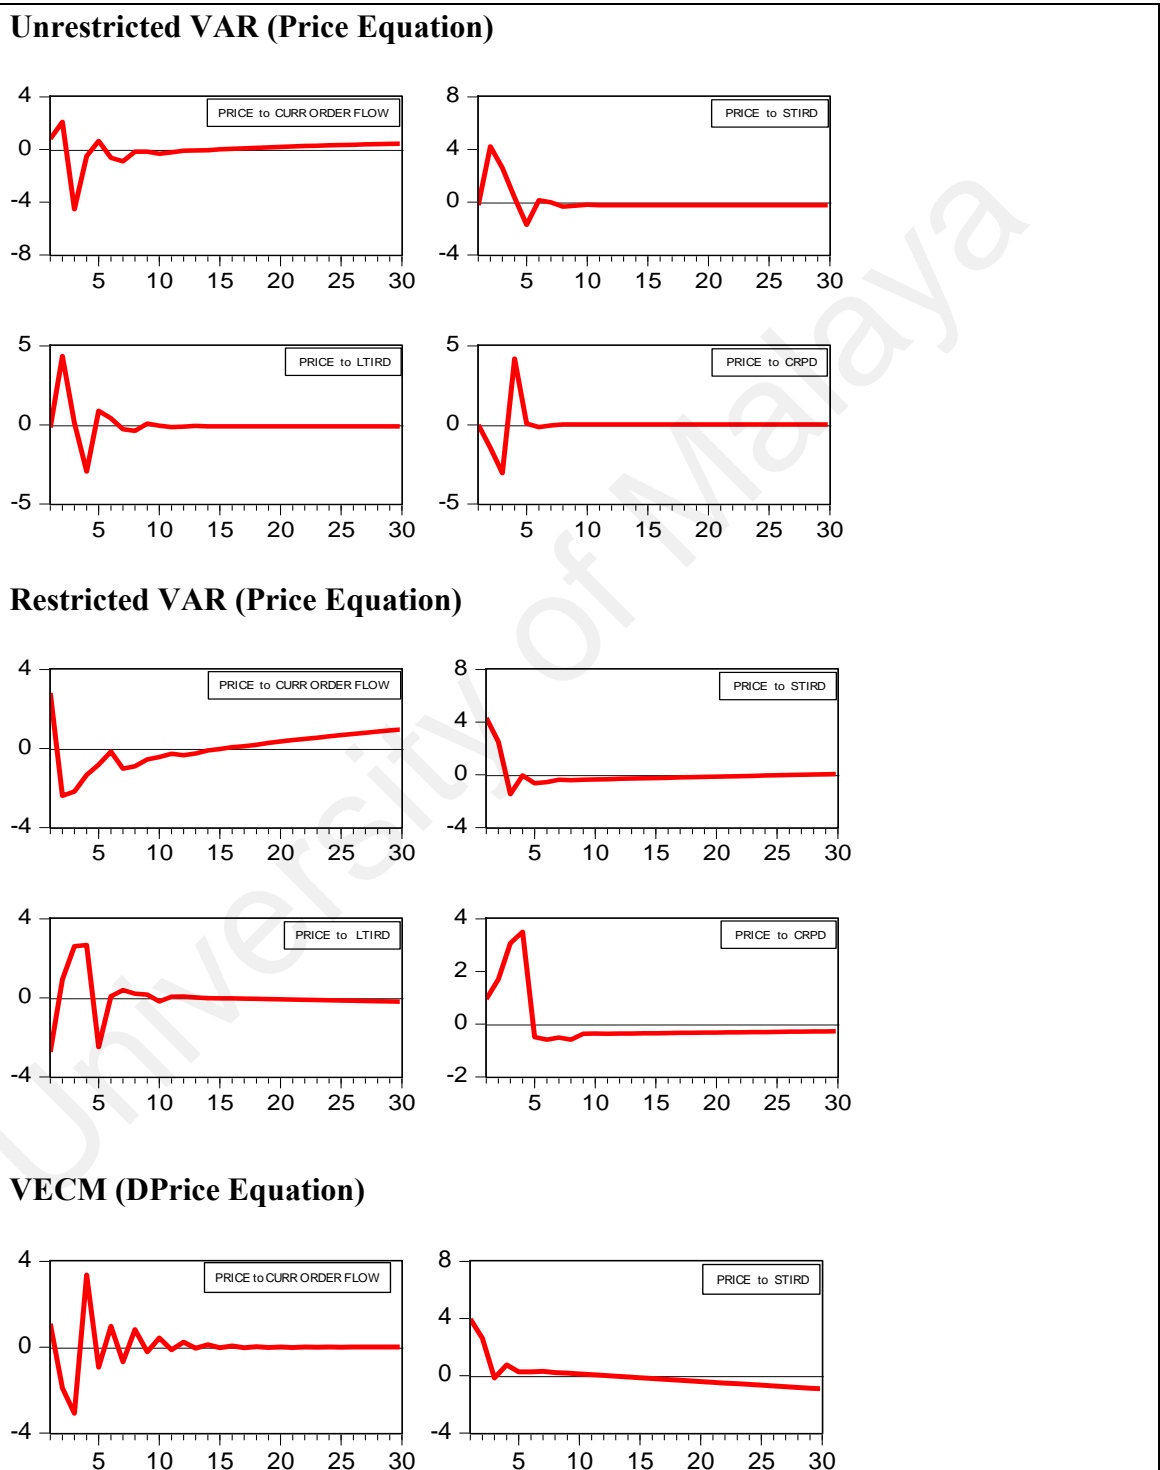 Unrestricted VAR (Price Equation)
4
0
-4
-8
PRICE to CURR ORDER FLOW
5 10 15 20 25 30
8
4
0
-4
PRICE to STIRD
5 10 15 20 25 30
5
0
-5
PRICE to LTIRD
5 10 15 20 25 30
5
0
-5
PRICE to CRPD
5 10 15 20 25 30
Restricted VAR (Price Equation)
4
0
-4
PRICE to CURR ORDER FLOW
5 10 15 20 25 30
8
4
0
-4
PRICE to STIRD
5 10 15 20 25 30
4
0
-4
PRICE to LTIRD
5 10 15 20 25 30
4
2
0
-2
PRICE to CRPD
5 10 15 20 25 30
VECM (DPrice Equation)
4
0
-4
PRICE to CURR ORDER FLOW
5 10 15 20 25 30
8
4
0
-4
PRICE to STIRD
5 10 15 20 25 30
University of Malaya